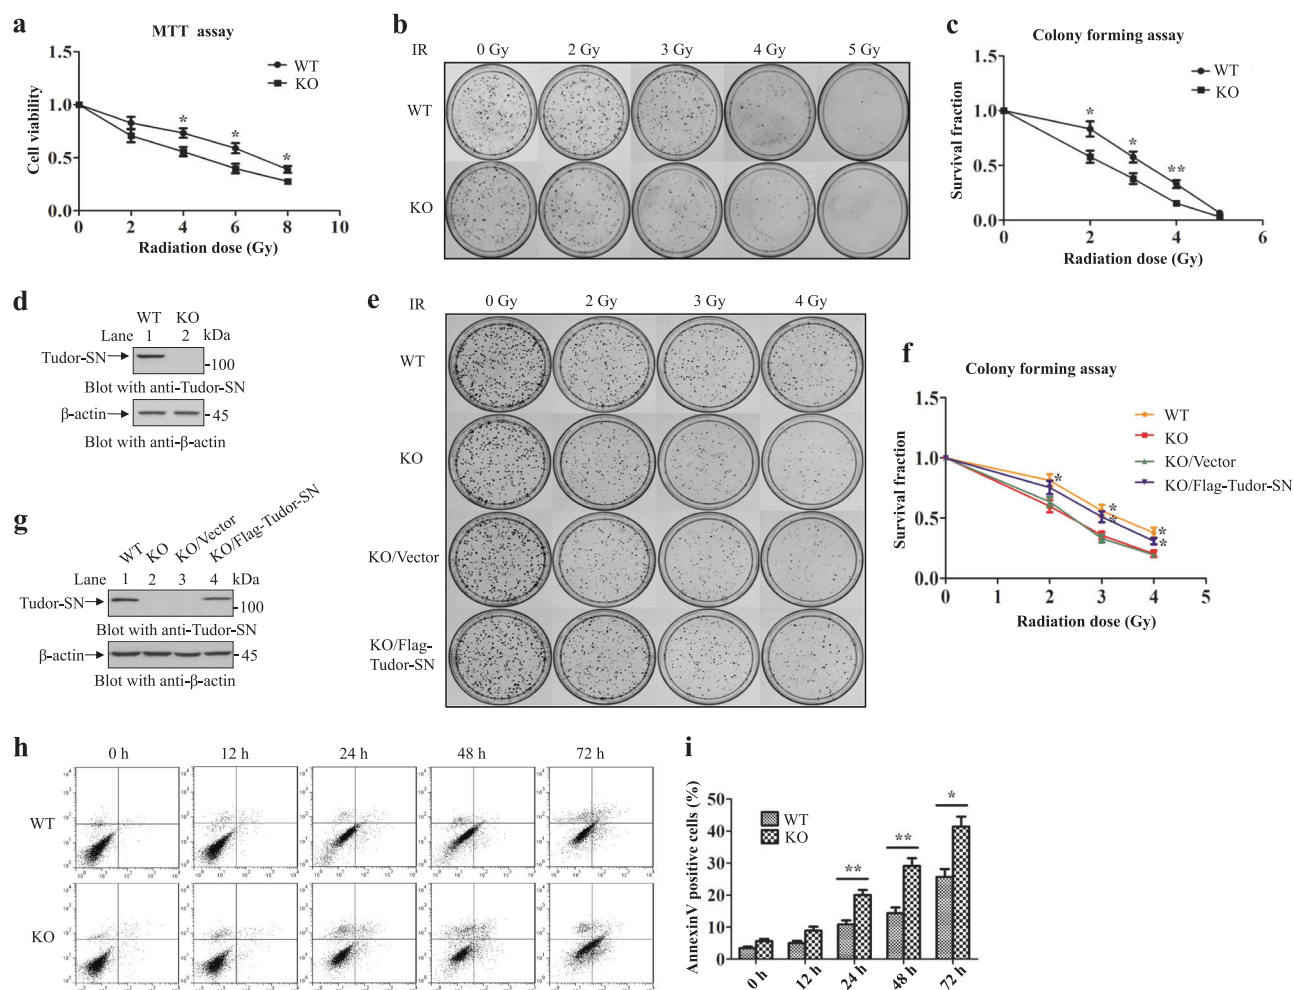 a
MTT assay
WT
KO
Cell viability
1.5
1.0
0.5
0.0
* * *
0 2 4 6 8 10
Radiation dose (Gy)
b
IR 0 Gy 2 Gy 3 Gy 4 Gy 5 Gy
WT
KO
c
Colony forming assay
WT
KO
Survival fraction
1.5
1.0
0.5
0.0
* * **
0 2 4 6
Radiation dose (Gy)
d
WT KO
Lane 1 2 kDa
Tudor-SN
-100
Blot with anti-Tudor-SN
β-actin
-45
Blot with anti-β-actin
e
IR 0 Gy 2 Gy 3 Gy 4 Gy
WT
KO
KO/Vector
KO/Flag-
Tudor-SN
f
Colony forming assay
WT
KO
KO/Vector
KO/Flag-Tudor-SN
Survival fraction
1.5
1.0
0.5
0.0
* * * * *
0 1 2 3 4 5
Radiation dose (Gy)
g
WT KO KO/Vector KO/Flag-Tudor-SN
Lane 1 2 3 4 kDa
Tudor-SN
-100
Blot with anti-Tudor-SN
β-actin
-45
Blot with anti-β-actin
h
0 h 12 h 24 h 48 h 72 h
WT
KO
i
AnnexinV positive cells (%)
50
40
30
20
10
0
WT
KO
** ** *
0 h 12 h 24 h 48 h 72 h